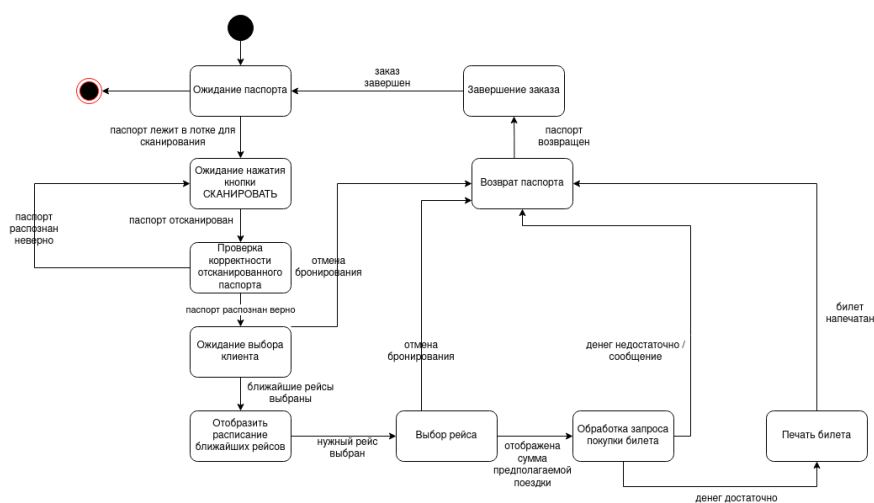 Ожидание паспорта
заказ
завершен
Завершение заказа
паспорт лежит в лотке для
сканирования
паспорт
возвращен
Ожидание нажатия
кнопки
СКАНИРОВАТЬ
Возврат паспорта
паспорт
распознан
неверно
паспорт отсканирован
Проверка
корректности
отсканированного
паспорта
отмена
бронирования
паспорт распознан верно
билет
напечатан
Ожидание выбора
клиента
отмена
бронирования
денег недостаточно /
сообщение
ближайшие рейсы
выбраны
Отобразить
расписание
ближайших рейсов
нужный рейс
выбран
Выбор рейса
отображена
сумма
предполагаемой
поездки
Обработка запроса
покупки билета
Печать билета
денег достаточно